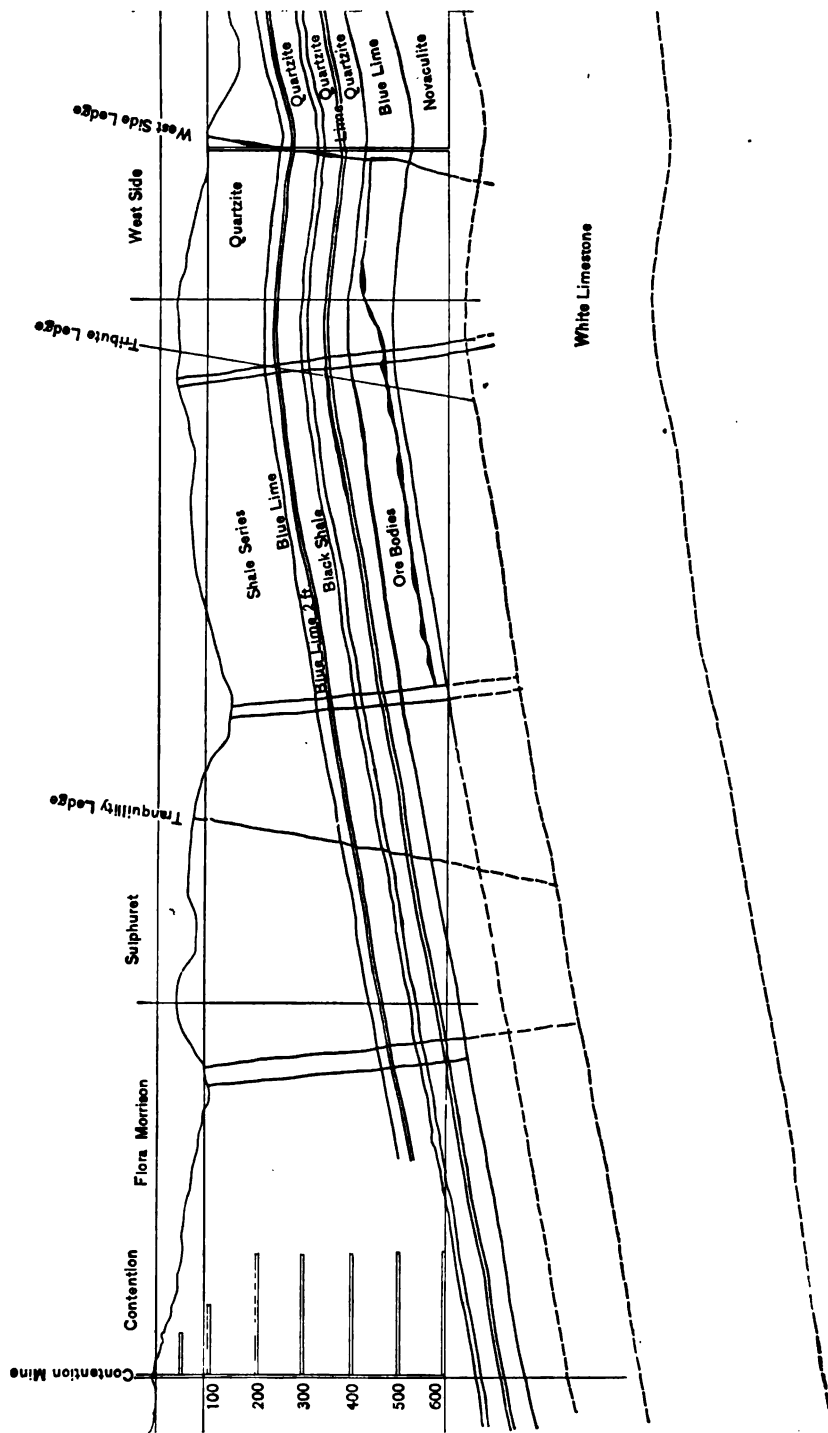 Contention Mine
Contention
Flora Morrison
Sulphuret
Tranquillity Ledge
Tribute Ledge
West Side
West Side Ledge
100
200
300
400
500
600
Shale Series
Blue Lime
Blue Lime 2 ft
Black Shale
Ore Bodies
Quartzite
Quartzite
Quartzite
Lime
Quartzite
Blue Lime
Novaculite
White Limestone